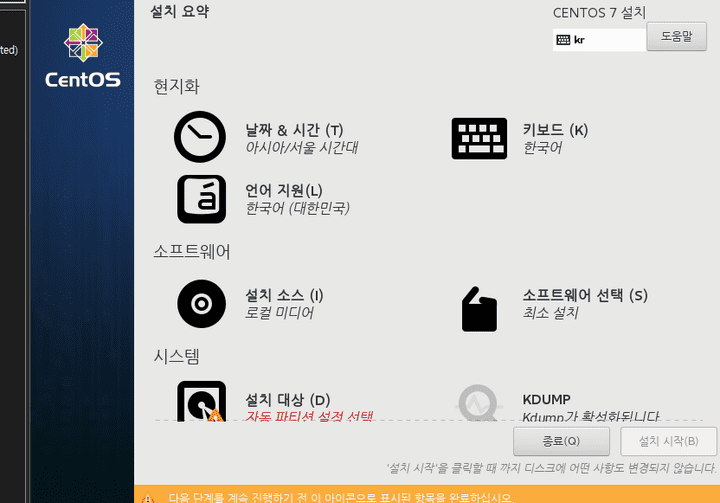 설치 요약
CENTOS 7 설치
kr
도움말
ted)
CentOS
현지화
날짜 & 시간 (T)
아시아/서울 시간대
키보드 (K)
한국어
언어 지원(L)
한국어 (대한민국)
소프트웨어
설치 소스 (I)
로컬 미디어
소프트웨어 선택 (S)
최소 설치
시스템
설치 대상 (D)
자동 파티션 설정 선택
KDUMP
Kdump가 활성화됩니다
종료(Q)
설치 시작(B)
'설치 시작'을 클릭할 때 까지 디스크에 어떤 사항도 변경되지 않습니다.
다음 단계를 계속 진행하기 전 이 아이콘으로 표시된 항목을 완료하십시오.